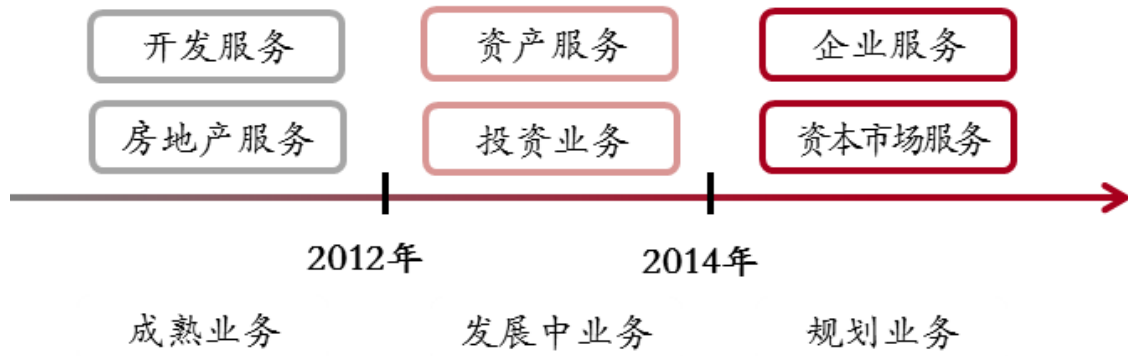 开发服务 资产服务 企业服务
房地产服务 投资业务 资本市场服务
2012年 2014年
成熟业务 发展中业务 规划业务